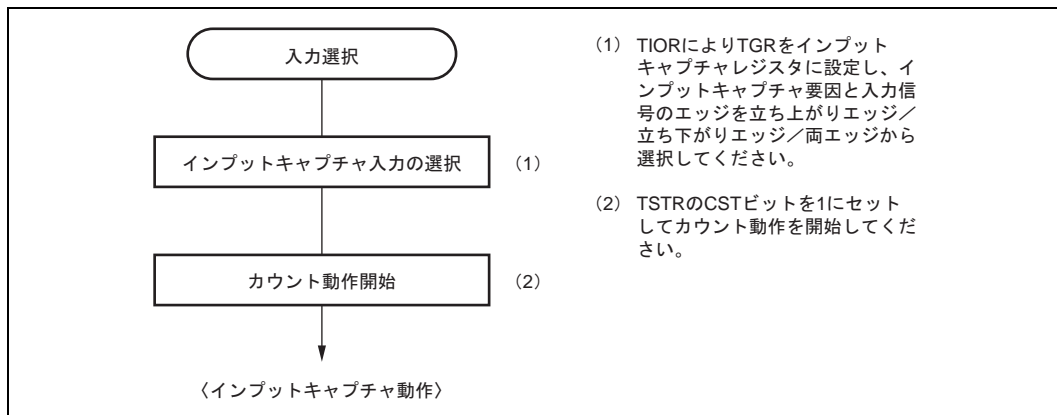 入力選択
インプットキャプチャ入力の選択 (1)
カウント動作開始 (2)
〈インプットキャプチャ動作〉
(1) TIORによりTGRをインプット
キャプチャレジスタに設定し、イ
ンプットキャプチャ要因と入力信
号のエッジを立ち上がりエッジ／
立ち下がりエッジ／両エッジから
選択してください。
(2) TSTRのCSTビットを1にセット
してカウント動作を開始してくだ
さい。